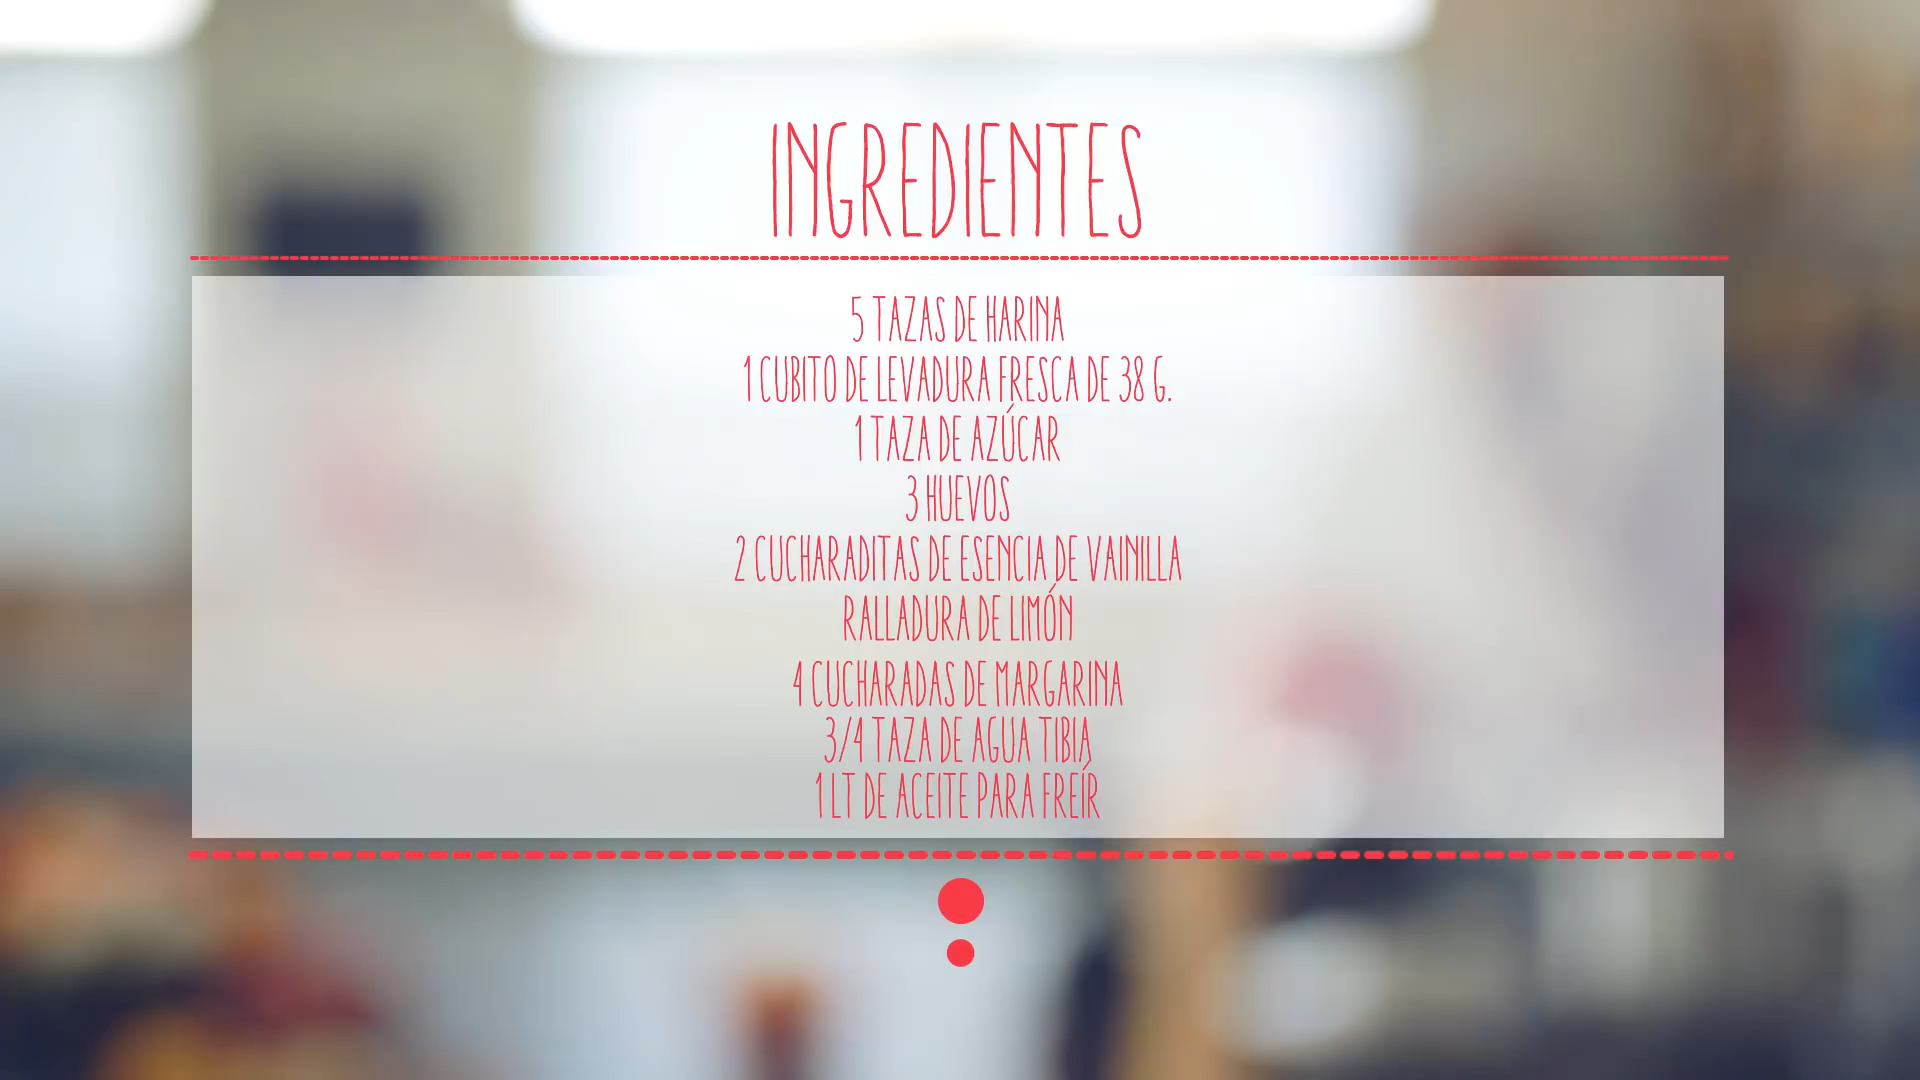 INGREDIENTES
5 TAZAS DE HARINA
1 CUBITO DE LEVADURA FRESCA DE 38 G.
1 TAZA DE AZÚCAR
3 HUEVOS
2 CUCHARADITAS DE ESENCIA DE VAINILLA
RALLADURA DE LIMÓN
4 CUCHARADAS DE MARGARINA
3/4 TAZA DE AGUA TIBIA
1 LT DE ACEITE PARA FREÍR